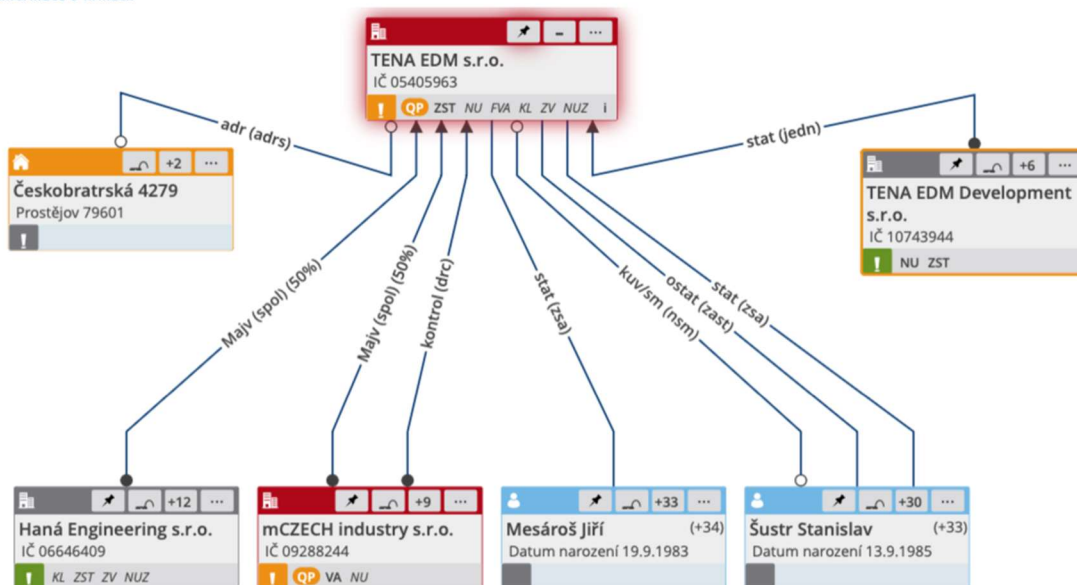 TENA EDM s.r.o.
IČ 05405963
! QP ZST NU FVA KL ZV NUZ i
adr (adrs)
stat (jedn)
+2
Českobratrská 4279
Prostějov 79601
!
+6
TENA EDM Development
s.r.o.
IČ 10743944
! NU ZST
Majv (spol) (50%)
Majv (spol) (50%)
kontrol (drc)
stat (zsa)
kuv/sm (nsm)
ostat (zast)
stat (zsa)
+12
Haná Engineering s.r.o.
IČ 06646409
! KL ZST ZV NUZ
+9
mCZECH industry s.r.o.
IČ 09288244
! QP VA NU
+33
Mesároš Jiří (+34)
Datum narození 19.9.1983
+30
Šustr Stanislav (+33)
Datum narození 13.9.1985